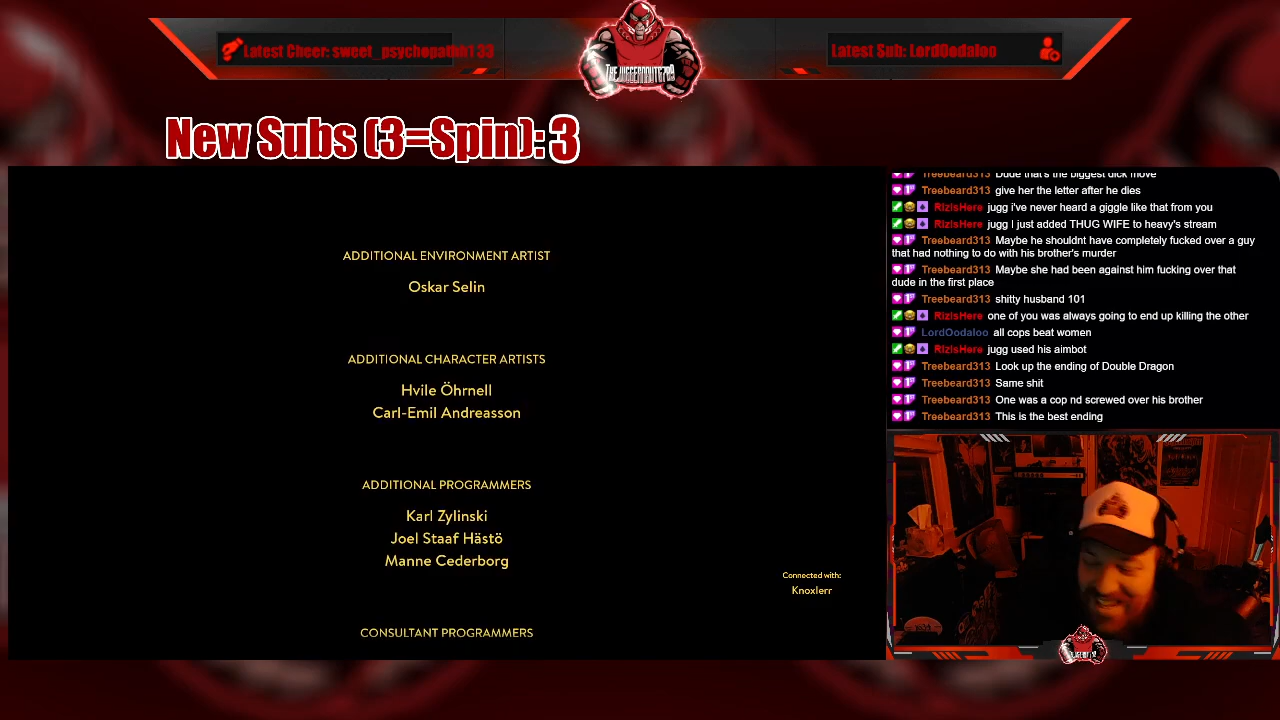 Latest Cheer: sweet_psychopathh1 33
THEJUGGERNAUT6789
Latest Sub: LordOodaloo
New Subs (3=Spin): 3
ADDITIONAL ENVIRONMENT ARTIST
Oskar Selin
ADDITIONAL CHARACTER ARTISTS
Hvile Öhrnell
Carl-Emil Andreasson
ADDITIONAL PROGRAMMERS
Karl Zylinski
Joel Staaf Hästö
Manne Cederborg
Connected with:
Knoxlerr
CONSULTANT PROGRAMMERS
Treebeard313 Dude that's the biggest dick move
Treebeard313 give her the letter after he dies
RizIsHere jugg i've never heard a giggle like that from you
RizIsHere jugg I just added THUG WIFE to heavy's stream
Treebeard313 Maybe he shouldnt have completely fucked over a guy
that had nothing to do with his brother's murder
Treebeard313 Maybe she had been against him fucking over that
dude in the first place
Treebeard313 shitty husband 101
RizIsHere one of you was always going to end up killing the other
LordOodaloo all cops beat women
RizIsHere jugg used his aimbot
Treebeard313 Look up the ending of Double Dragon
Treebeard313 Same shit
Treebeard313 One was a cop nd screwed over his brother
Treebeard313 This is the best ending